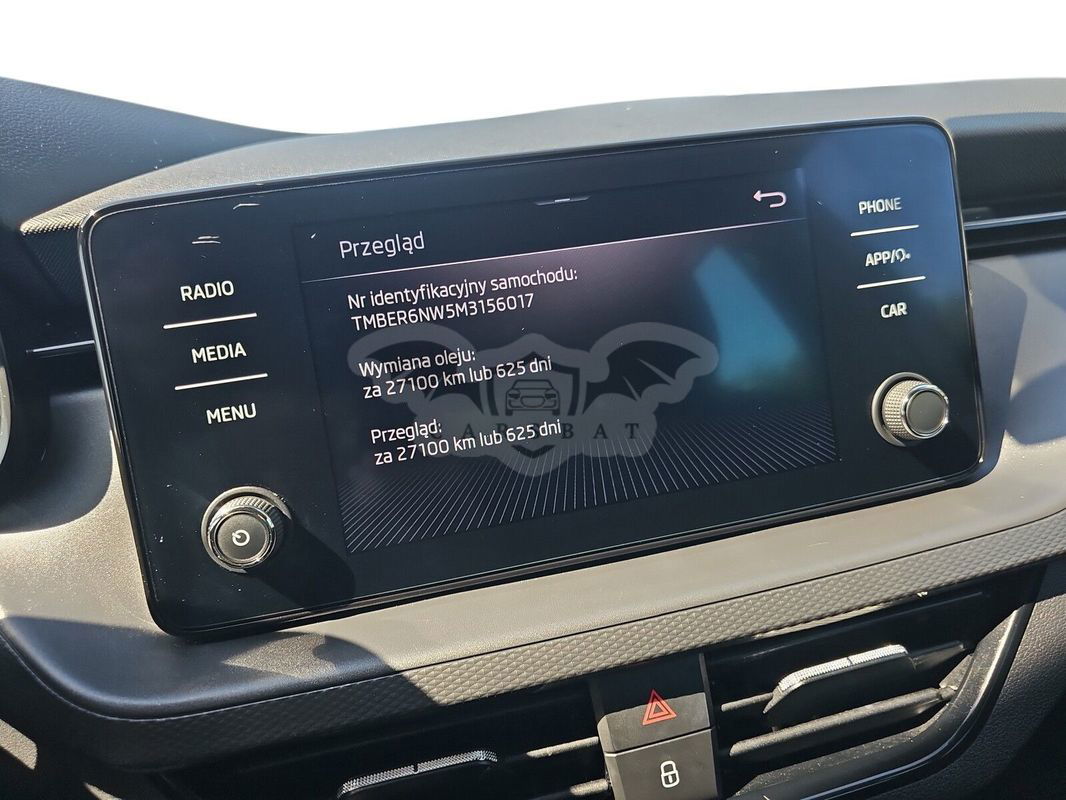 Przegląd
Nr identyfikacyjny samochodu:
TMBER6NW5M3156017
Wymiana oleju:
za 27100 km lub 625 dni
Przegląd:
za 27100 km lub 625 dni
RADIO
MEDIA
MENU
PHONE
APP/
CAR